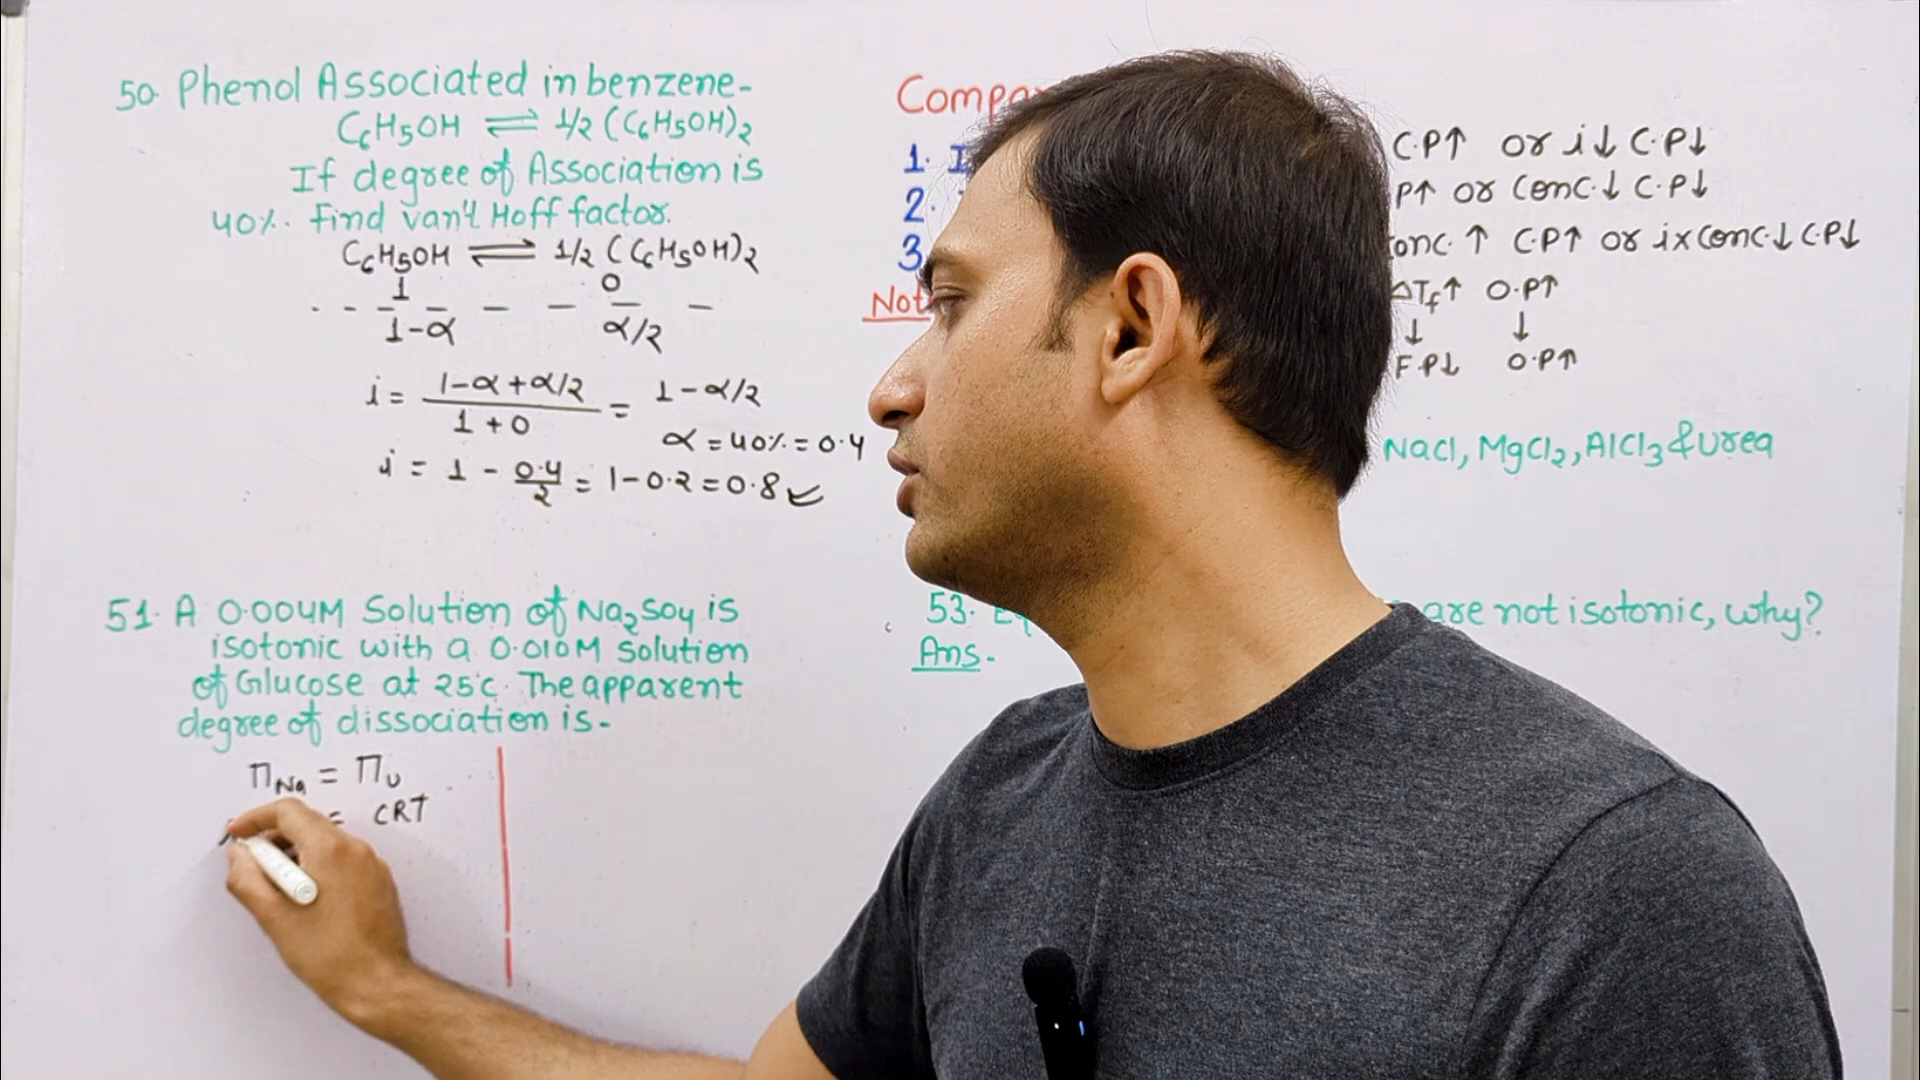 50. Phenol Associated in benzene-
C6H5OH ⇌ 1/2 (C6H5OH)2
If degree of Association is
40%. Find van't Hoff factor.
C6H5OH ⇌ 1/2 (C6H5OH)2
1 0
1-α α/2
i = 1-α+α/2 / 1+0 = 1-α/2
α = 40% = 0.4
i = 1 - 0.4/2 = 1-0.2 = 0.8
51. A 0.004M Solution of Na2SO4 is
isotonic with a 0.010M solution
of Glucose at 25°C. The apparent
degree of dissociation is-
πNa = πU
= CRT
1.
2.
3
C.P↑ or i↓ C.P↓
P↑ or Conc.↓ C.P↓
onc. ↑ C.P↑ or i×Conc.↓ C.P↓
Not
ΔTf↑ O.P↑
↓ ↓
F.P↓ O.P↑
NaCl, MgCl2, AlCl3 & Urea
53. are not isotonic, why?
Ans-